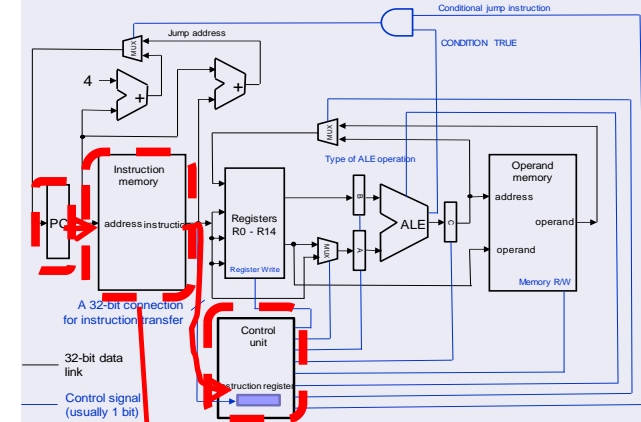 Conditional jump instruction
Jump address
MUX
CONDITION TRUE
4
+
+
MUX
Type of ALE operation
Instruction
memory
Operand
memory
PC
address
instruction
Registers
R0 - R14
B
ALE
C
address
operand
MUX
A
operand
Register Write
Memory R/W
A 32-bit connection
for instruction transfer
Control
unit
32-bit data
link
nstruction register
Control signal
(usually 1 bit)